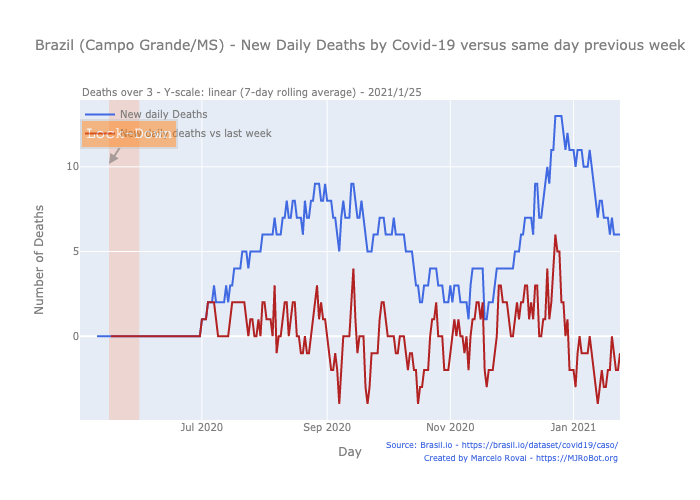 Brazil (Campo Grande/MS) - New Daily Deaths by Covid-19 versus same day previous week
Deaths over 3 - Y-scale: linear (7-day rolling average) - 2021/1/25
New daily Deaths
Lock Down
deaths vs last week
10
5
0
Number of Deaths
Jul 2020
Sep 2020
Nov 2020
Jan 2021
Day
Source: Brasil.io - https://brasil.io/dataset/covid19/caso/
Created by Marcelo Rovai - https://MJRoBot.org